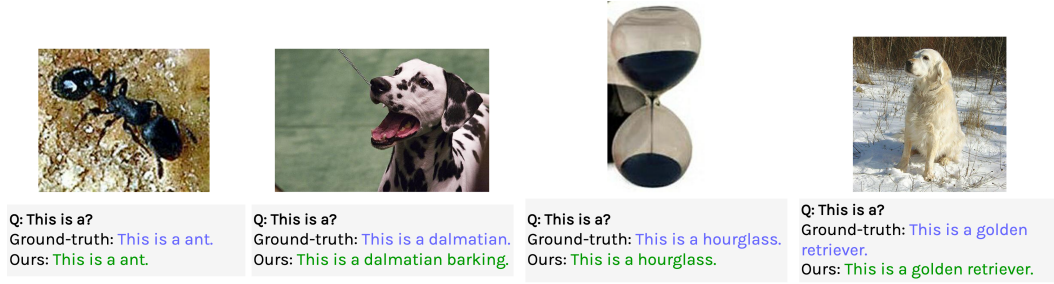 Q: This is a?
Ground-truth: This is a ant.
Ours: This is a ant.
Q: This is a?
Ground-truth: This is a dalmatian.
Ours: This is a dalmatian barking.
Q: This is a?
Ground-truth: This is a hourglass.
Ours: This is a hourglass.
Q: This is a?
Ground-truth: This is a golden
retriever.
Ours: This is a golden retriever.